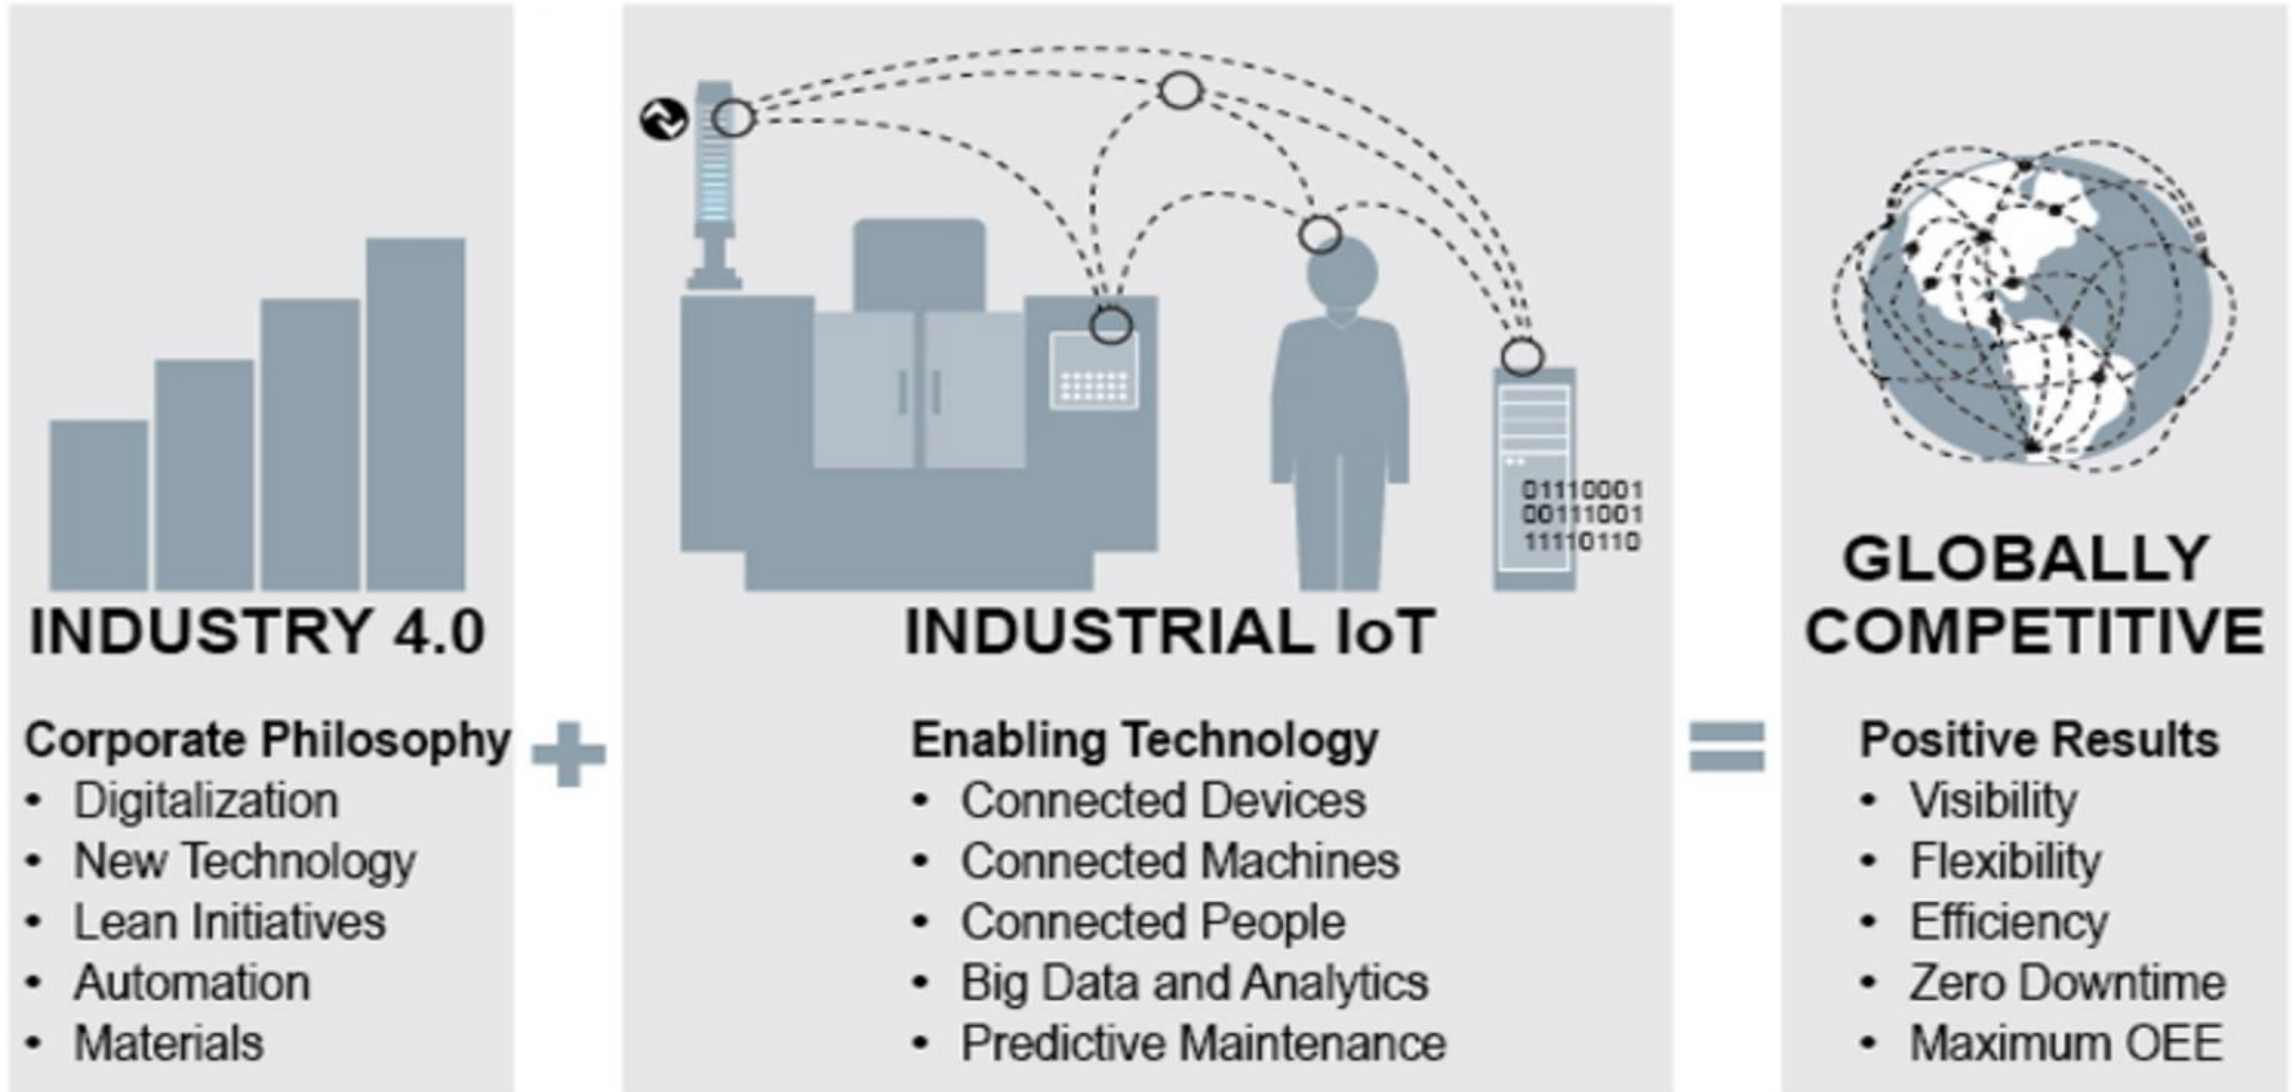 01110001
00111001
11110110
INDUSTRY 4.0
Corporate Philosophy
• Digitalization
• New Technology
• Lean Initiatives
• Automation
• Materials
+
INDUSTRIAL IoT
Enabling Technology
• Connected Devices
• Connected Machines
• Connected People
• Big Data and Analytics
• Predictive Maintenance
=
GLOBALLY
COMPETITIVE
Positive Results
• Visibility
• Flexibility
• Efficiency
• Zero Downtime
• Maximum OEE